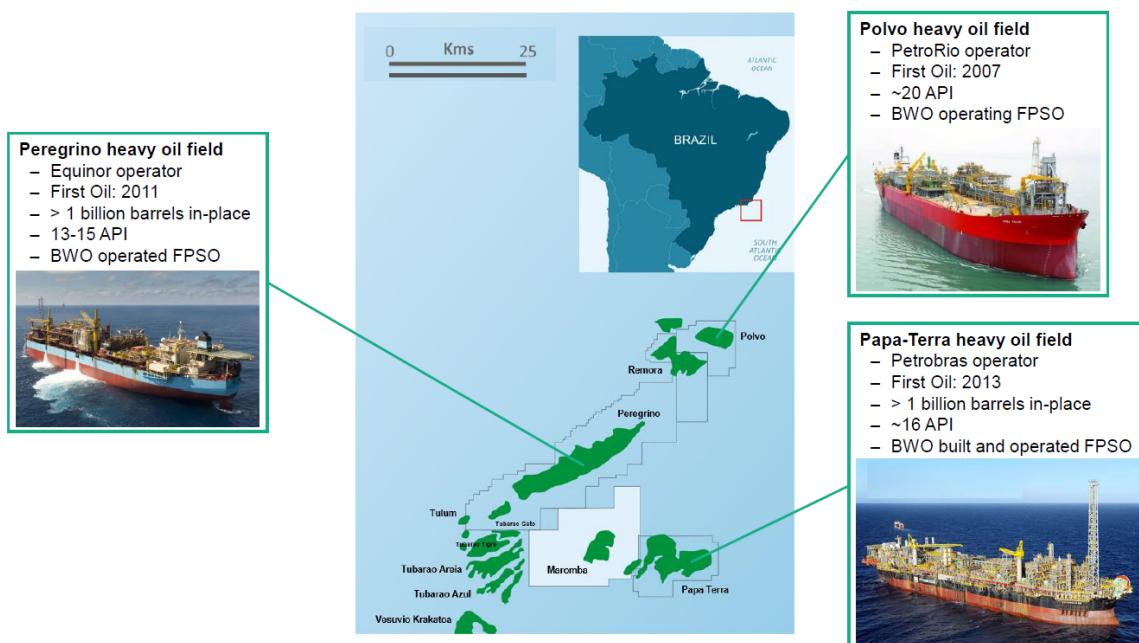 Peregrino heavy oil field
– Equinor operator
– First Oil: 2011
– > 1 billion barrels in-place
– 13-15 API
– BWO operated FPSO
0 Kms 25
ATLANTIC
OCEAN
BRAZIL
SOUTH
ATLANTIC
OCEAN
Polvo
Remora
Peregrino
Tulum
Tubarao Gato
Tubarao Tigre
Tubarao Areia
Tubarao Azul
Maromba
Papa Terra
Vesuvio Krakatoa
Polvo heavy oil field
– PetroRio operator
– First Oil: 2007
– ~20 API
– BWO operating FPSO
Papa-Terra heavy oil field
– Petrobras operator
– First Oil: 2013
– > 1 billion barrels in-place
– ~16 API
– BWO built and operated FPSO